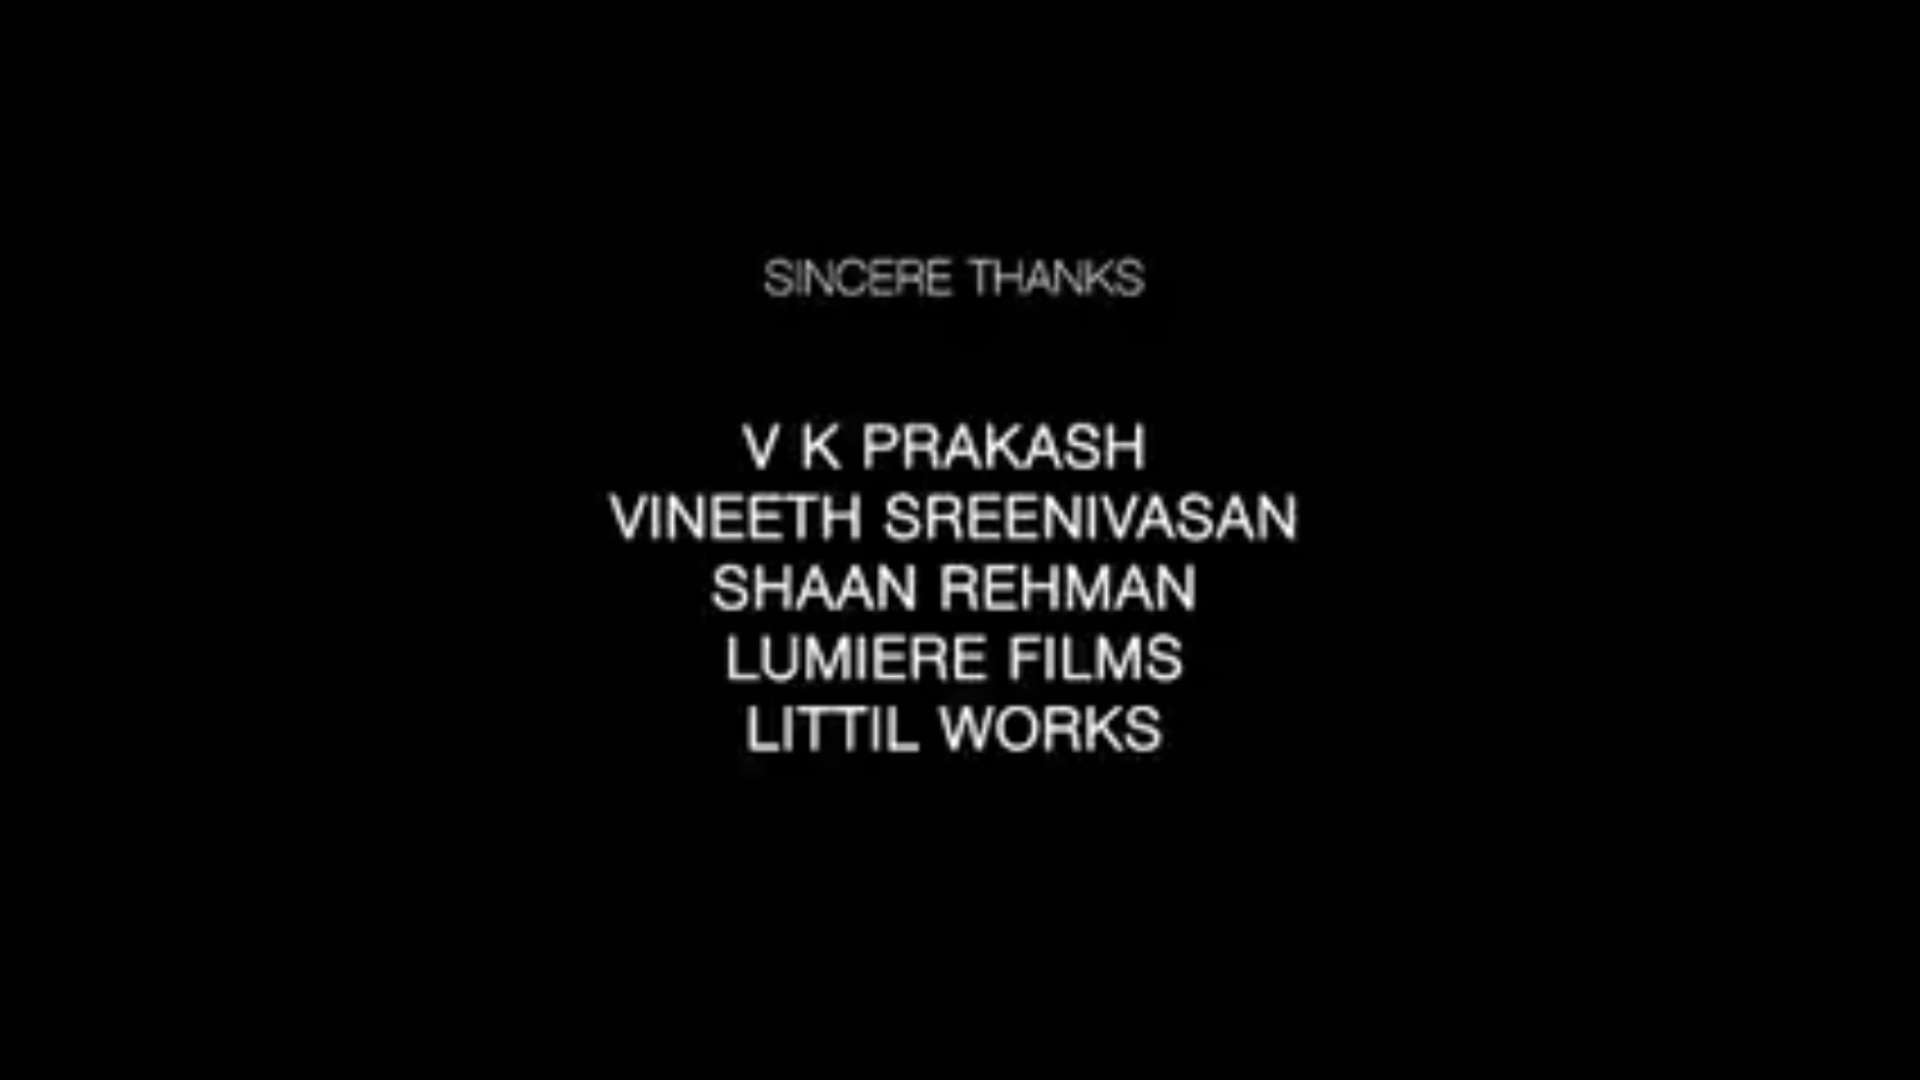 SINCERE THANKS
V K PRAKASH
VINEETH SREENIVASAN
SHAAN REHMAN
LUMIERE FILMS
LITTIL WORKS